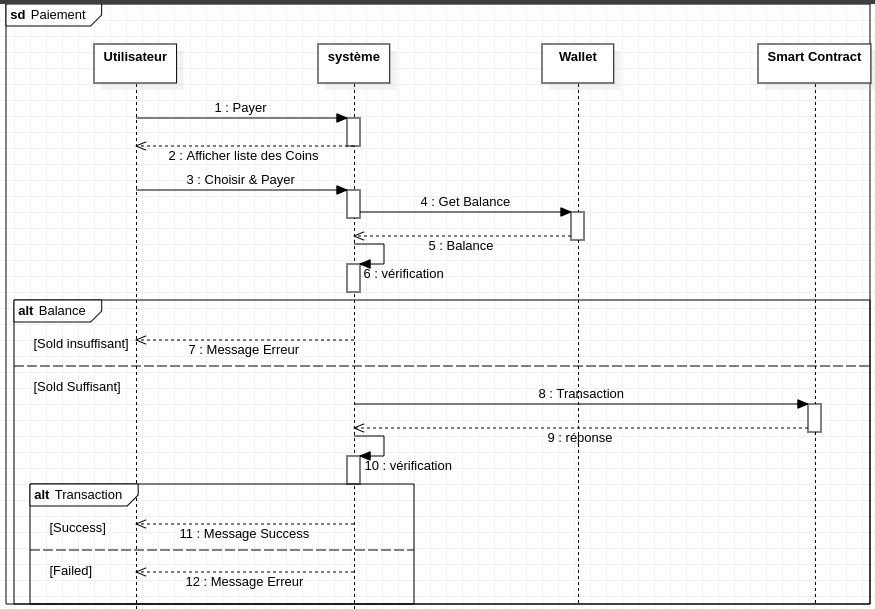 sd Paiement
Utilisateur
système
Wallet
Smart Contract
1 : Payer
2 : Afficher liste des Coins
3 : Choisir & Payer
4 : Get Balance
5 : Balance
6 : vérification
alt Balance
[Sold insuffisant]
7 : Message Erreur
[Sold Suffisant]
8 : Transaction
9 : réponse
10 : vérification
alt Transaction
[Success]
11 : Message Success
[Failed]
12 : Message Erreur